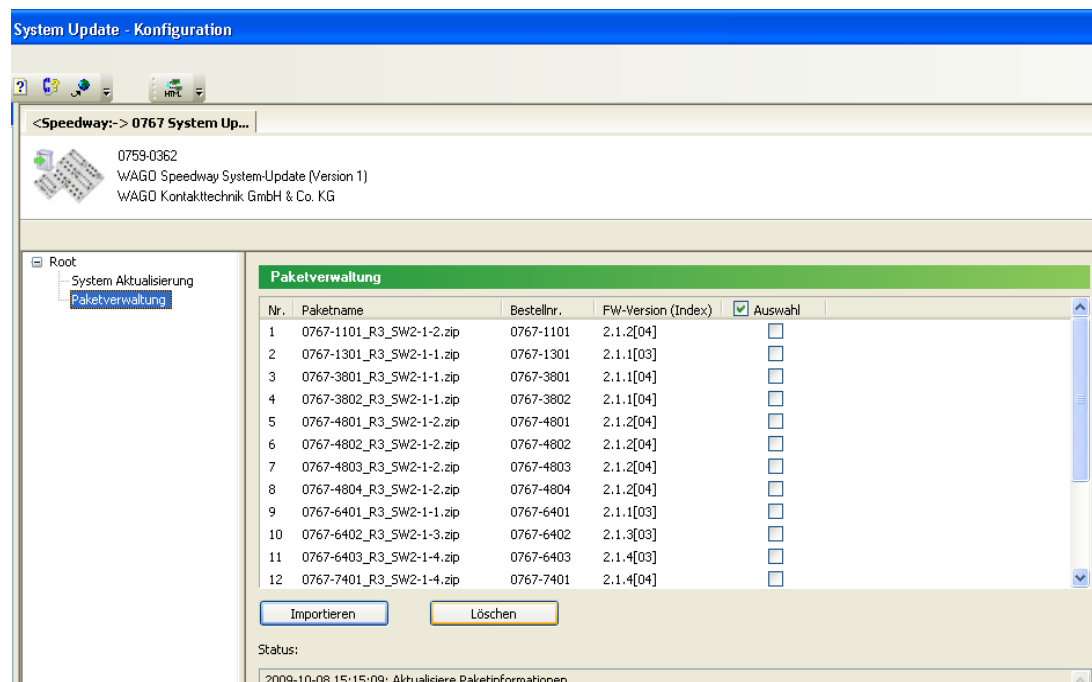 System Update - Konfiguration
HTML
<Speedway:-> 0767 System Up...
0759-0362
WAGO Speedway System-Update (Version 1)
WAGO Kontakttechnik GmbH & Co. KG
Root
System Aktualisierung
Paketverwaltung
Paketverwaltung
Nr. Paketname Bestellnr. FW-Version (Index) Auswahl
1 0767-1101_R3_SW2-1-2.zip 0767-1101 2.1.2[04]
2 0767-1301_R3_SW2-1-1.zip 0767-1301 2.1.1[03]
3 0767-3801_R3_SW2-1-1.zip 0767-3801 2.1.1[04]
4 0767-3802_R3_SW2-1-1.zip 0767-3802 2.1.1[04]
5 0767-4801_R3_SW2-1-2.zip 0767-4801 2.1.2[04]
6 0767-4802_R3_SW2-1-2.zip 0767-4802 2.1.2[04]
7 0767-4803_R3_SW2-1-2.zip 0767-4803 2.1.2[04]
8 0767-4804_R3_SW2-1-2.zip 0767-4804 2.1.2[04]
9 0767-6401_R3_SW2-1-1.zip 0767-6401 2.1.1[03]
10 0767-6402_R3_SW2-1-3.zip 0767-6402 2.1.3[03]
11 0767-6403_R3_SW2-1-4.zip 0767-6403 2.1.4[03]
12 0767-7401_R3_SW2-1-4.zip 0767-7401 2.1.4[04]
Importieren Löschen
Status:
2009-10-08 15:15:09: Aktualisiere Paketinformationen